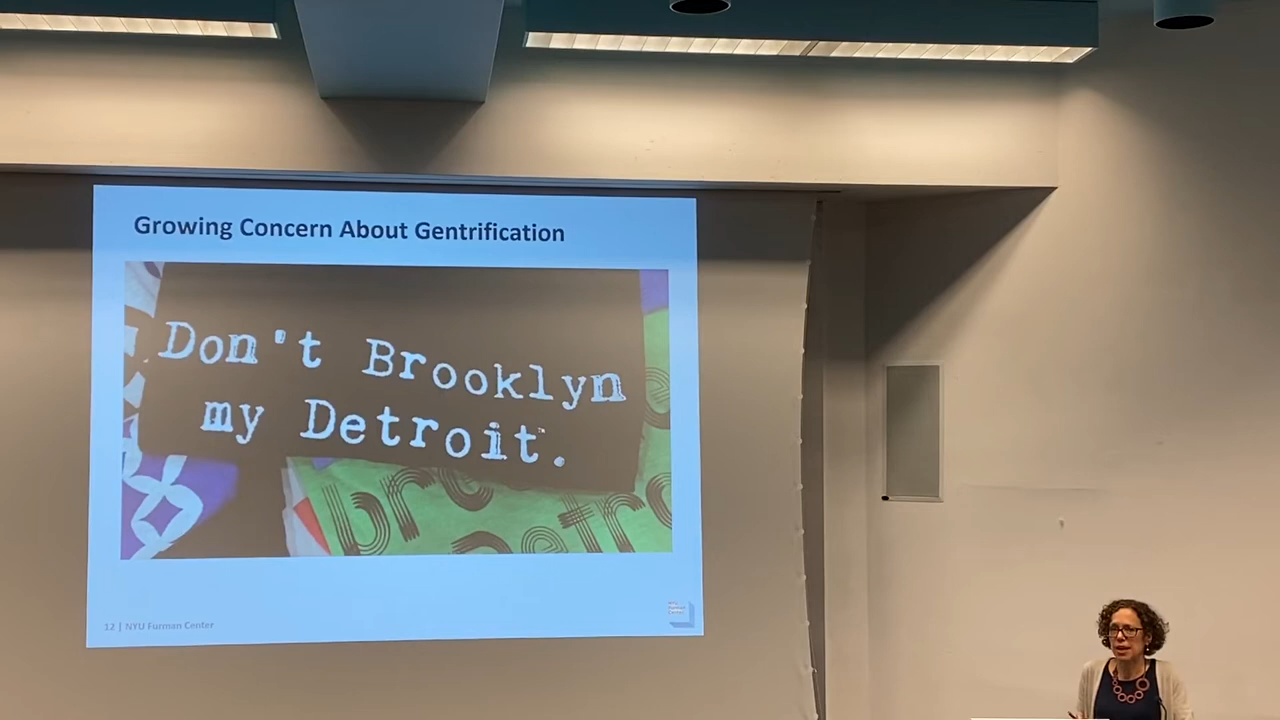 Growing Concern About Gentrification
Don't Brooklyn
my Detroit.
12 | NYU Furman Center